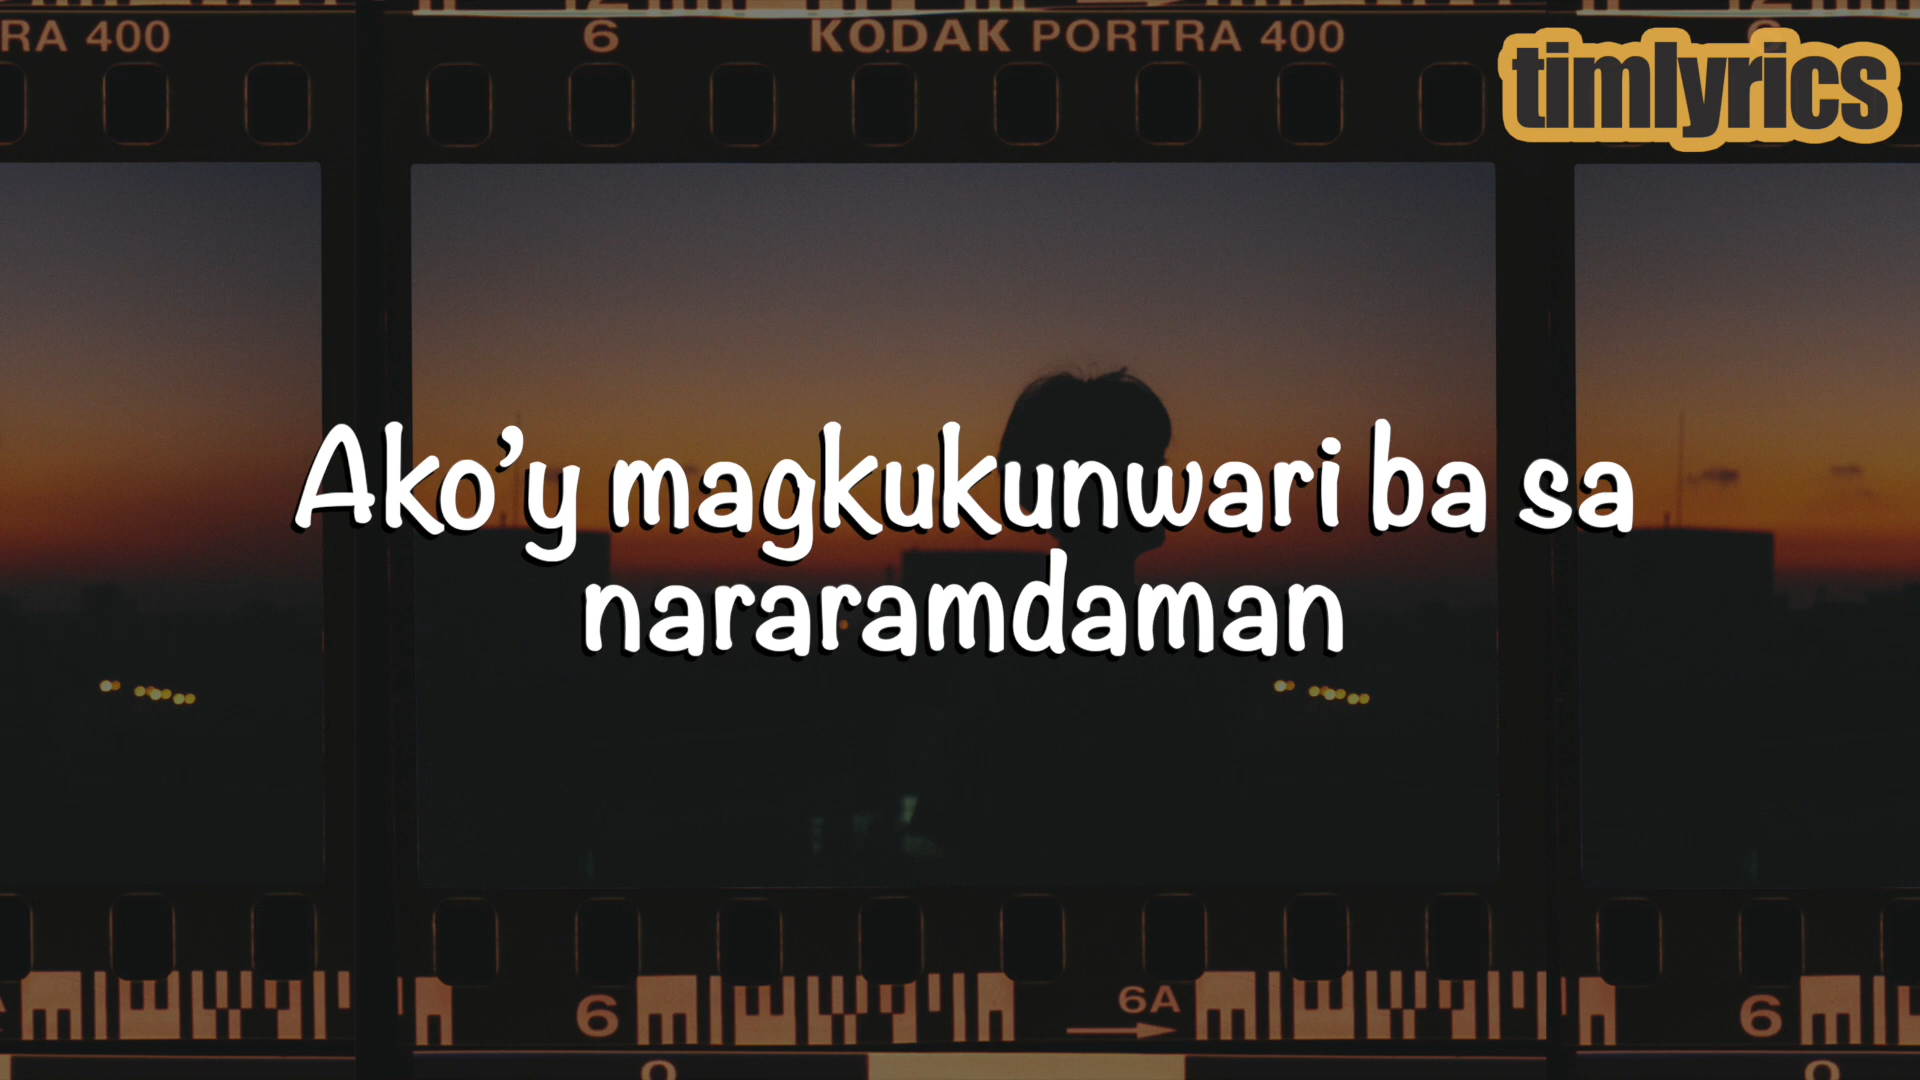 RA 400
6
KODAK PORTRA 400
timlyrics
Ako’y magkukunwari ba sa
nararamdaman
6
6A
6